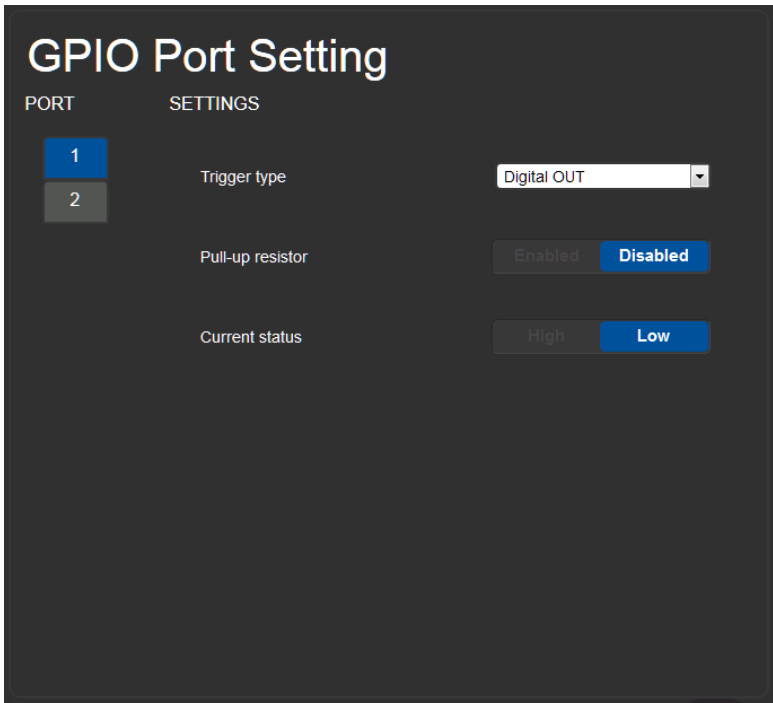 GPIO Port Setting
PORT SETTINGS
1
Trigger type Digital OUT
2
Pull-up resistor Enabled Disabled
Current status High Low